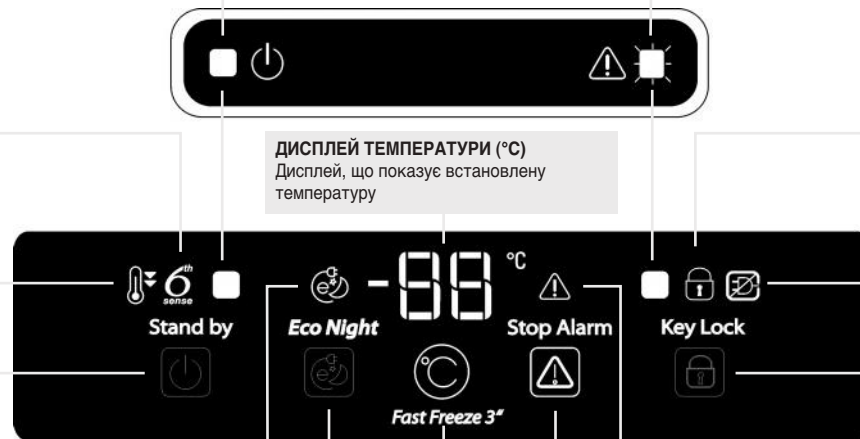 ДИСПЛЕЙ ТЕМПЕРАТУРИ (°C)
Дисплей, що показує встановлену
температуру
6th
sense
-88 °C
Stand by
Eco Night
Stop Alarm
Key Lock
°C
Fast Freeze 3"